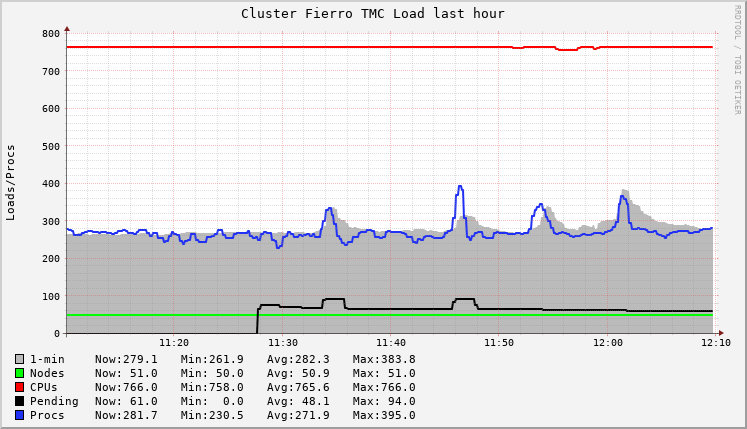 Cluster Fierro TMC Load last hour
RRDTOOL / TOBI OETIKER
Loads/Procs
800
700
600
500
400
300
200
100
0
11:20 11:30 11:40 11:50 12:00 12:10
1-min Now:279.1 Min:261.9 Avg:282.3 Max:383.8
Nodes Now: 51.0 Min: 50.0 Avg: 50.9 Max: 51.0
CPUs Now:766.0 Min:758.0 Avg:765.6 Max:766.0
Pending Now: 61.0 Min: 0.0 Avg: 48.1 Max: 94.0
Procs Now:281.7 Min:230.5 Avg:271.9 Max:395.0